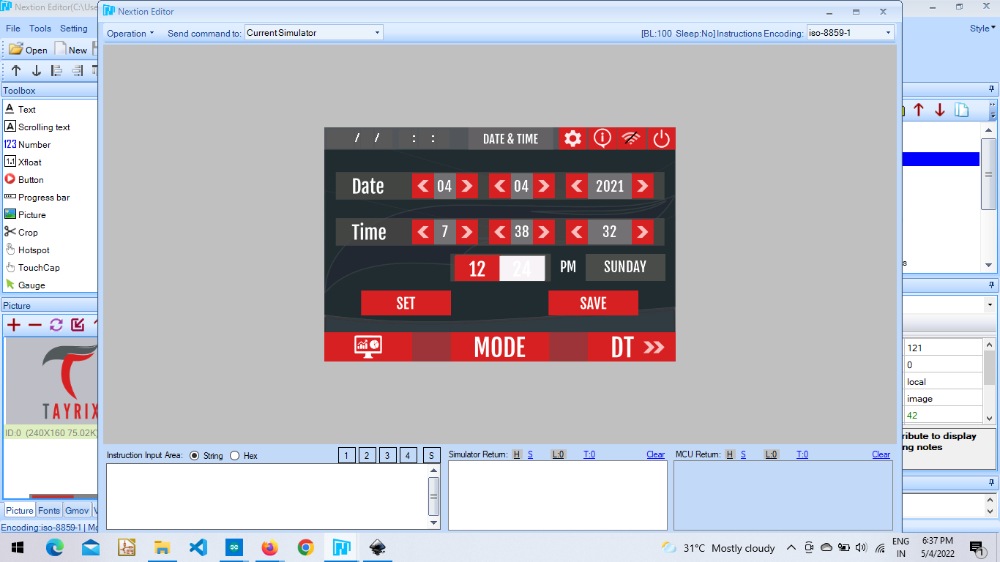 Nextion Editor(C:\Use
Nextion Editor
File Tools Setting
Style
Operation Send command to: Current Simulator
[BL:100 Sleep:No] Instructions Encoding: iso-8859-1
Open New
Toolbox
Text
Scrolling text
123 Number
1.1 Xfloat
Button
Progress bar
Picture
Crop
Hotspot
TouchCap
Gauge
Picture
TAYRIX
ID:0 (240X160 75.02K)
Picture Fonts Gmov
Encoding:iso-8859-1 | Mo
/ / : : DATE & TIME
Date 04 04 2021
Time 7 38 32
12 24 PM SUNDAY
SET SAVE
MODE DT
Instruction Input Area: String Hex 1 2 3 4 S
Simulator Return: H S L:0 T:0 Clear
MCU Return: H S L:0 T:0 Clear
s
121
0
local
image
42
ribute to display
ng notes
31°C Mostly cloudy
ENG
IN
6:37 PM
5/4/2022
1